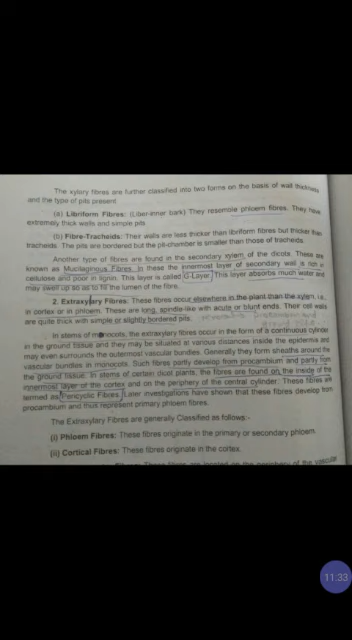 The xylary fibres are further classified into two forms on the basis of wall thickness
and the type of pits present
(a) Libriform Fibres: (Liber-inner bark) They resemble phloem fibres. They have
extremely thick walls and simple pits
(b) Fibre-Tracheids: Their walls are less thicker than libriform fibres but thicker than
tracheids. The pits are bordered but the pit-chamber is smaller than those of tracheids.
Another type of fibres are found in the secondary xylem of the dicots. These are
known as Mucilaginous Fibres. In these the innermost layer of secondary wall is rich in
cellulose and poor in lignin. This layer is called G-Layer. This layer absorbs much water and
may swell up so as to fill the lumen of the fibre.
2. Extraxylary Fibres: These fibres occur elsewhere in the plant than the xylem, i.e.,
in cortex or in phloem. These are long, spindle-like with acute or blunt ends. Their cell walls
are quite thick with simple or slightly bordered pits.
In stems of monocots, the extraxylary fibres occur in the form of a continuous cylinder
in the ground tissue and they may be situated at various distances inside the epidermis and
may even surrounds the outermost vascular bundles. Generally they form sheaths around the
vascular bundles in monocots. Such fibres partly develop from procambium and partly from
the ground tissue. In stems of certain dicot plants, the fibres are found on the inside of the
innermost layer of the cortex and on the periphery of the central cylinder. These fibres are
termed as Pericyclic Fibres. Later investigations have shown that these fibres develop from
procambium and thus represent primary phloem fibres.
The Extraxylary Fibres are generally Classified as follows:-
(i) Phloem Fibres: These fibres originate in the primary or secondary phloem.
(ii) Cortical Fibres: These fibres originate in the cortex.
11:33